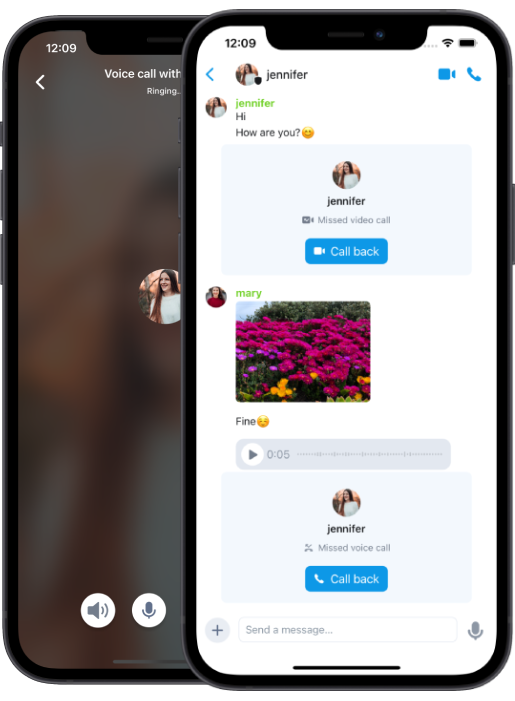 12:09
Voice call with
Ringing..
12:09
jennifer
jennifer
Hi
How are you?😊
jennifer
Missed video call
Call back
mary
Fine☺️
0:05
jennifer
Missed voice call
Call back
Send a message...